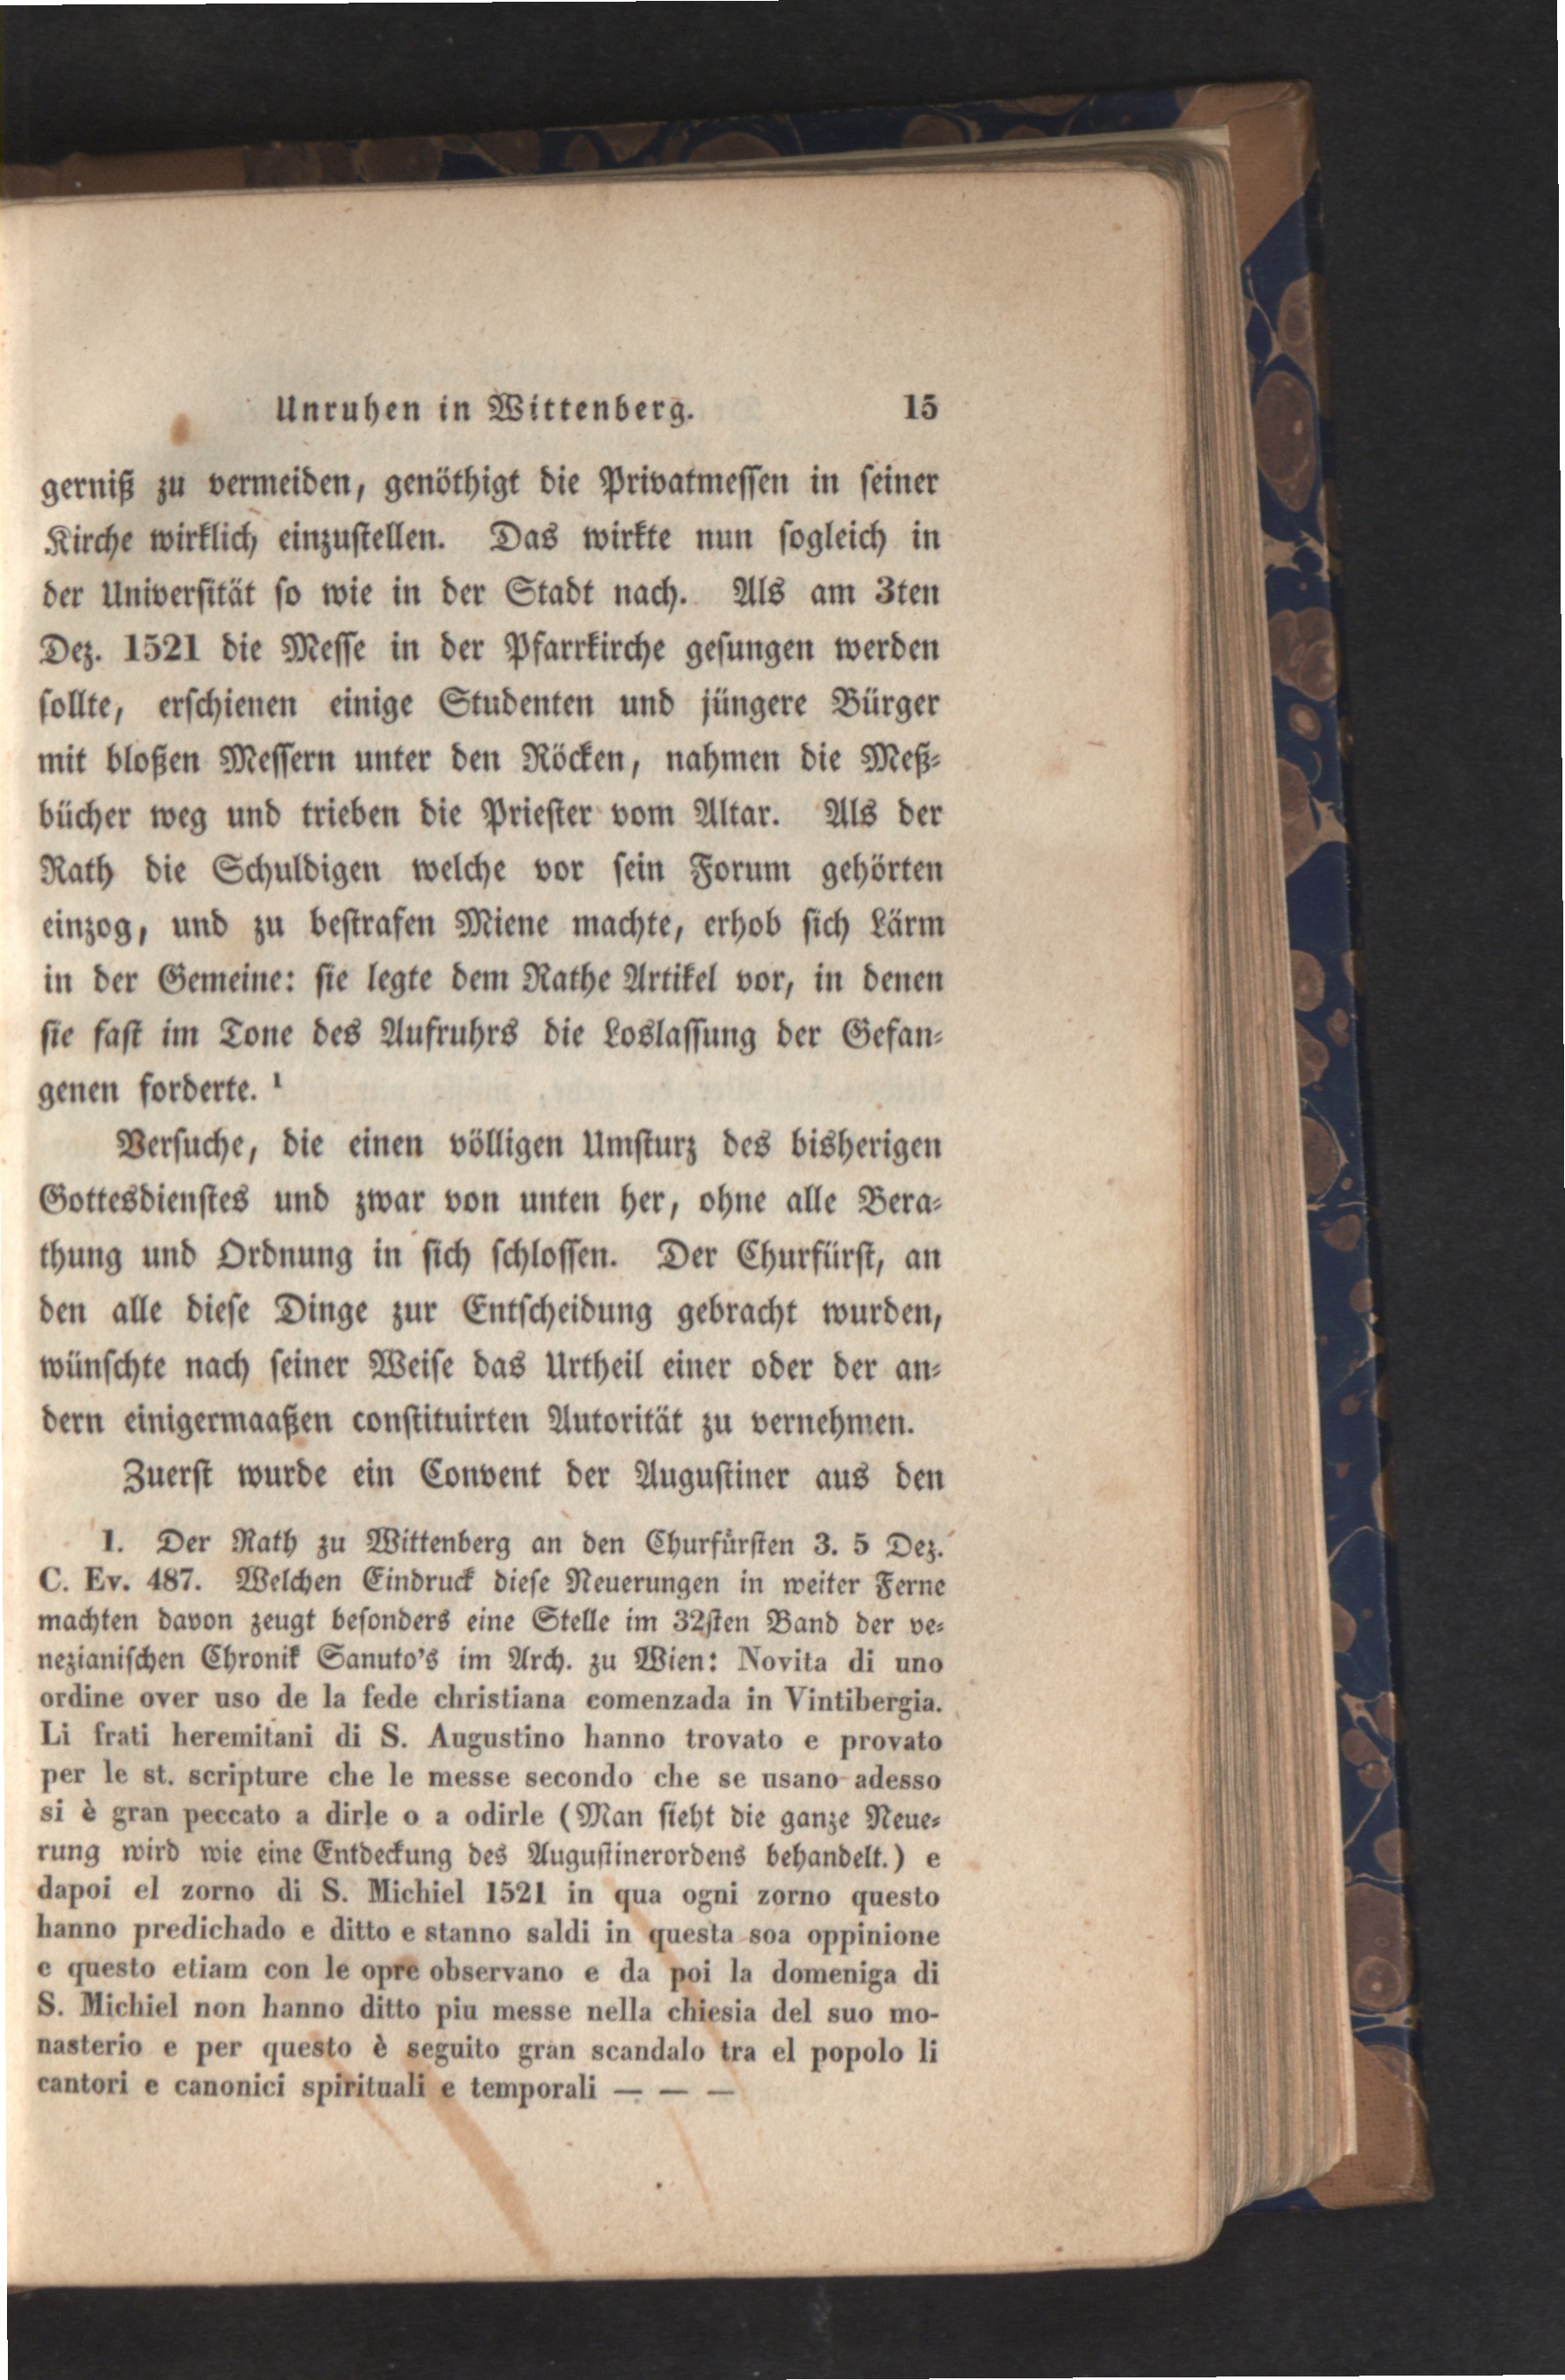 Unruhen in Wittenberg. 15
gerniß zu vermeiden, genöthigt die Privatmessen in seiner
Kirche wirklich einzustellen. Das wirkte nun sogleich in
der Universität so wie in der Stadt nach. Als am 3ten
Dez. 1521 die Messe in der Pfarrkirche gesungen werden
sollte, erschienen einige Studenten und jüngere Bürger
mit bloßen Messern unter den Röcken, nahmen die Meß-
bücher weg und trieben die Priester vom Altar. Als der
Rath die Schuldigen welche vor sein Forum gehörten
einzog, und zu bestrafen Miene machte, erhob sich Lärm
in der Gemeine: sie legte dem Rathe Artikel vor, in denen
sie fast im Tone des Aufruhrs die Loslassung der Gefan-
genen forderte. 1
Versuche, die einen völligen Umsturz des bisherigen
Gottesdienstes und zwar von unten her, ohne alle Bera-
thung und Ordnung in sich schlossen. Der Churfürst, an
den alle diese Dinge zur Entscheidung gebracht wurden,
wünschte nach seiner Weise das Urtheil einer oder der an-
dern einigermaaßen constituirten Autorität zu vernehmen.
Zuerst wurde ein Convent der Augustiner aus den
1. Der Rath zu Wittenberg an den Churfürsten 3. 5 Dez.
C. Ev. 487. Welchen Eindruck diese Neuerungen in weiter Ferne
machten davon zeugt besonders eine Stelle im 32sten Band der ve-
nezianischen Chronik Sanuto's im Arch. zu Wien: Novita di uno
ordine over uso de la fede christiana comenzada in Vintibergia.
Li frati heremitani di S. Augustino hanno trovato e provato
per le st. scripture che le messe secondo che se usano adesso
si è gran peccato a dirle o a odirle (Man sieht die ganze Neue-
rung wird wie eine Entdeckung des Augustinerordens behandelt.) e
dapoi el zorno di S. Michiel 1521 in qua ogni zorno questo
hanno predichado e ditto e stanno saldi in questa soa oppinione
e questo etiam con le opre observano e da poi la domeniga di
S. Michiel non hanno ditto piu messe nella chiesia del suo mo-
nasterio e per questo è seguito gran scandalo tra el popolo li
cantori e canonici spirituali e temporali — — —